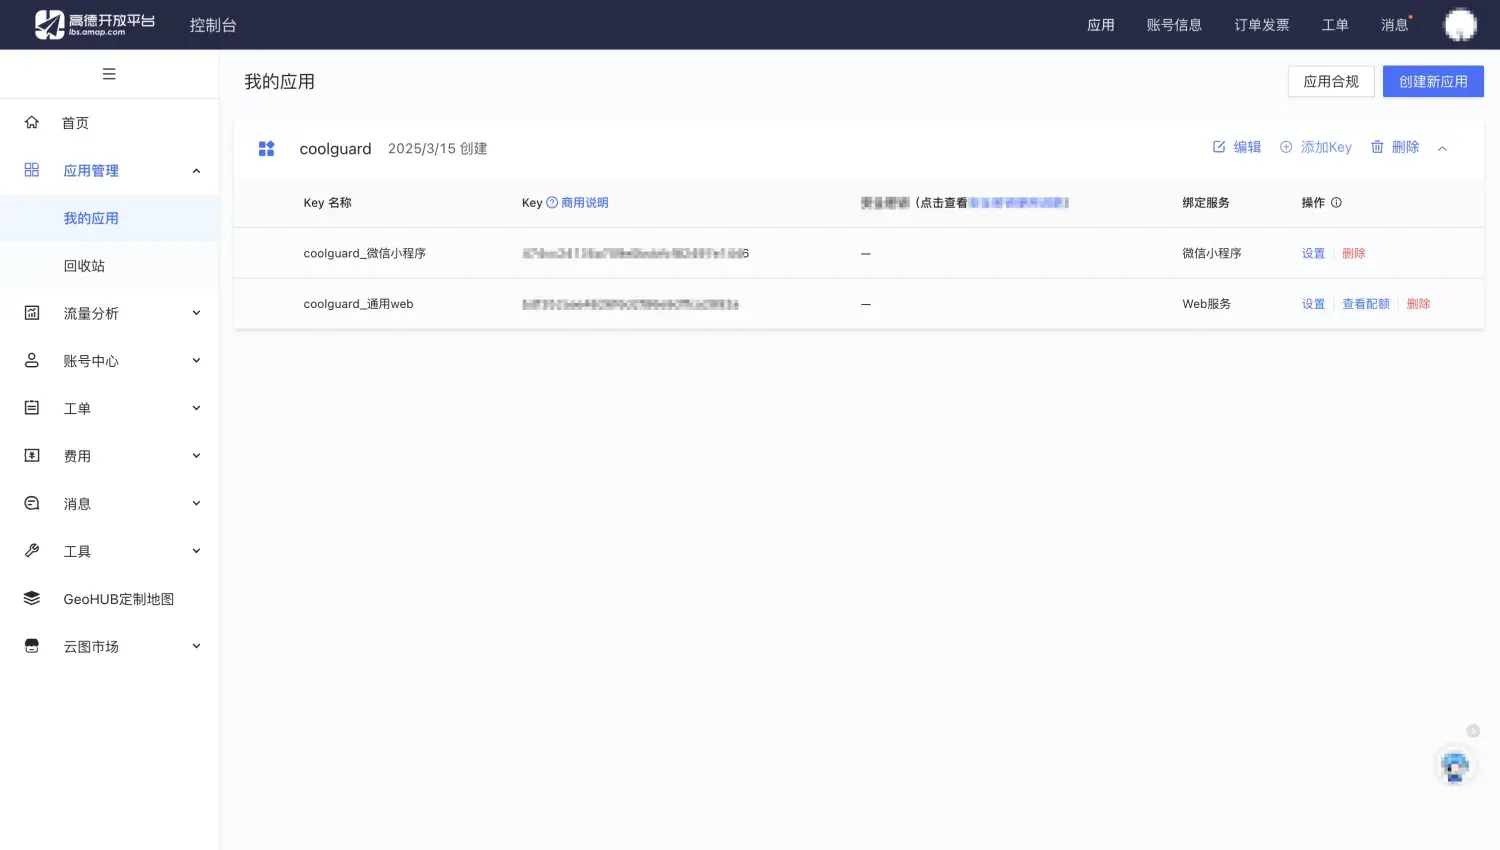 高德开放平台
lbs.amap.com
控制台
应用
账号信息
订单发票
工单
消息
首页
应用管理
我的应用
回收站
流量分析
账号中心
工单
费用
消息
工具
GeoHUB定制地图
云图市场
我的应用
应用合规
创建新应用
coolguard 2025/3/15 创建
编辑 添加Key 删除
Key 名称 Key 商用说明 (点击查看 绑定服务 操作
coolguard_微信小程序 — 微信小程序 设置 删除
coolguard_通用web — Web服务 设置 查看配额 删除